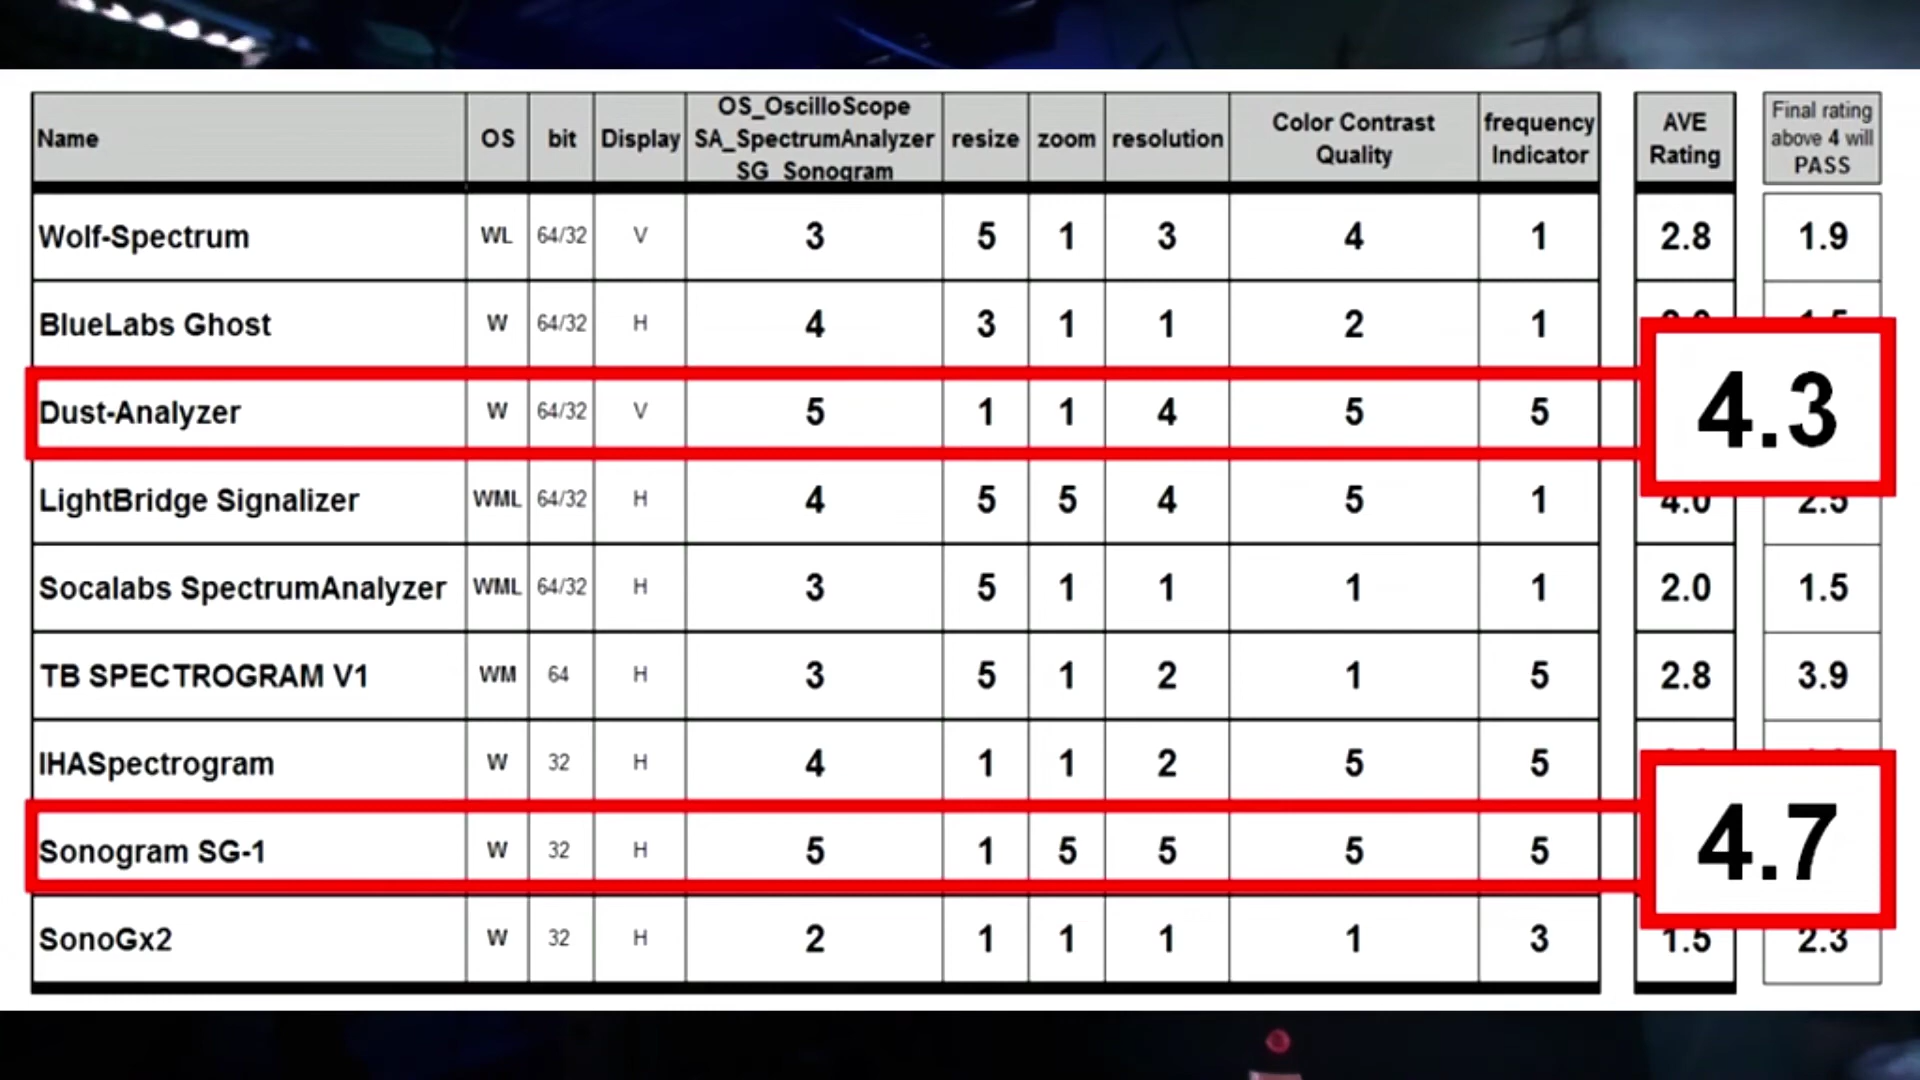 Name OS bit Display OS_OscilloScope SA_SpectrumAnalyzer SG_Sonogram resize zoom resolution Color Contrast Quality frequency Indicator AVE Rating Final rating above 4 will PASS
Wolf-Spectrum WL 64/32 V 3 5 1 3 4 1 2.8 1.9
BlueLabs Ghost W 64/32 H 4 3 1 1 2 1
Dust-Analyzer W 64/32 V 5 1 1 4 5 5 4.3
LightBridge Signalizer WML 64/32 H 4 5 5 4 5 1 4.0 2.5
Socalabs SpectrumAnalyzer WML 64/32 H 3 5 1 1 1 1 2.0 1.5
TB SPECTROGRAM V1 WM 64 H 3 5 1 2 1 5 2.8 3.9
IHASpectrogram W 32 H 4 1 1 2 5 5
Sonogram SG-1 W 32 H 5 1 5 5 5 5 4.7
SonoGx2 W 32 H 2 1 1 1 1 3 1.5 2.3